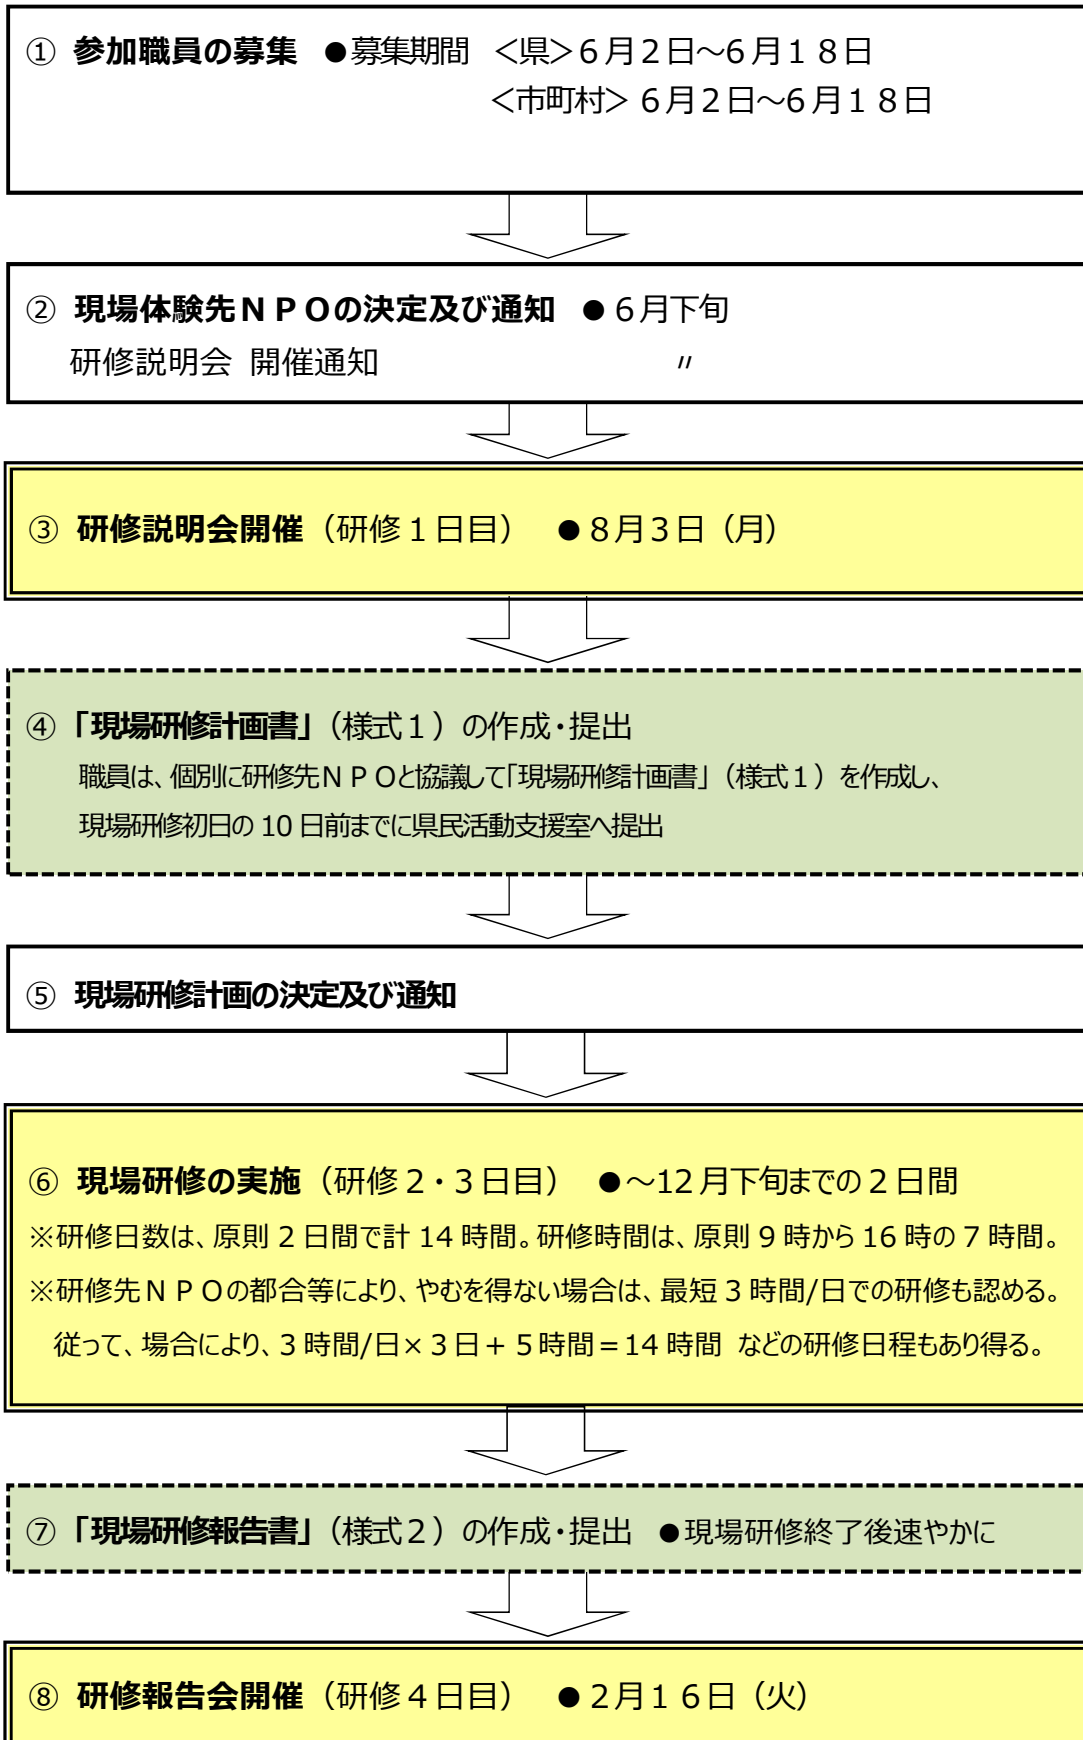 ① 参加職員の募集 ●募集期間 <県>６月２日～６月１８日
<市町村>６月２日～６月１８日
② 現場体験先ＮＰＯの決定及び通知 ●６月下旬
研修説明会 開催通知 〃
③ 研修説明会開催（研修１日目） ●８月３日（月）
④ 「現場研修計画書」（様式１）の作成・提出
職員は、個別に研修先ＮＰＯと協議して「現場研修計画書」（様式１）を作成し、
現場研修初日の 10 日前までに県民活動支援室へ提出
⑤ 現場研修計画の決定及び通知
⑥ 現場研修の実施（研修２・３日目） ●～12 月下旬までの２日間
※研修日数は、原則 2 日間で計 14 時間。研修時間は、原則 9 時から 16 時の 7 時間。
※研修先ＮＰＯの都合等により、やむを得ない場合は、最短 3 時間/日での研修も認める。
従って、場合により、3 時間/日×３日＋５時間＝14 時間 などの研修日程もあり得る。
⑦ 「現場研修報告書」（様式２）の作成・提出 ●現場研修終了後速やかに
⑧ 研修報告会開催（研修４日目） ●２月１６日（火）